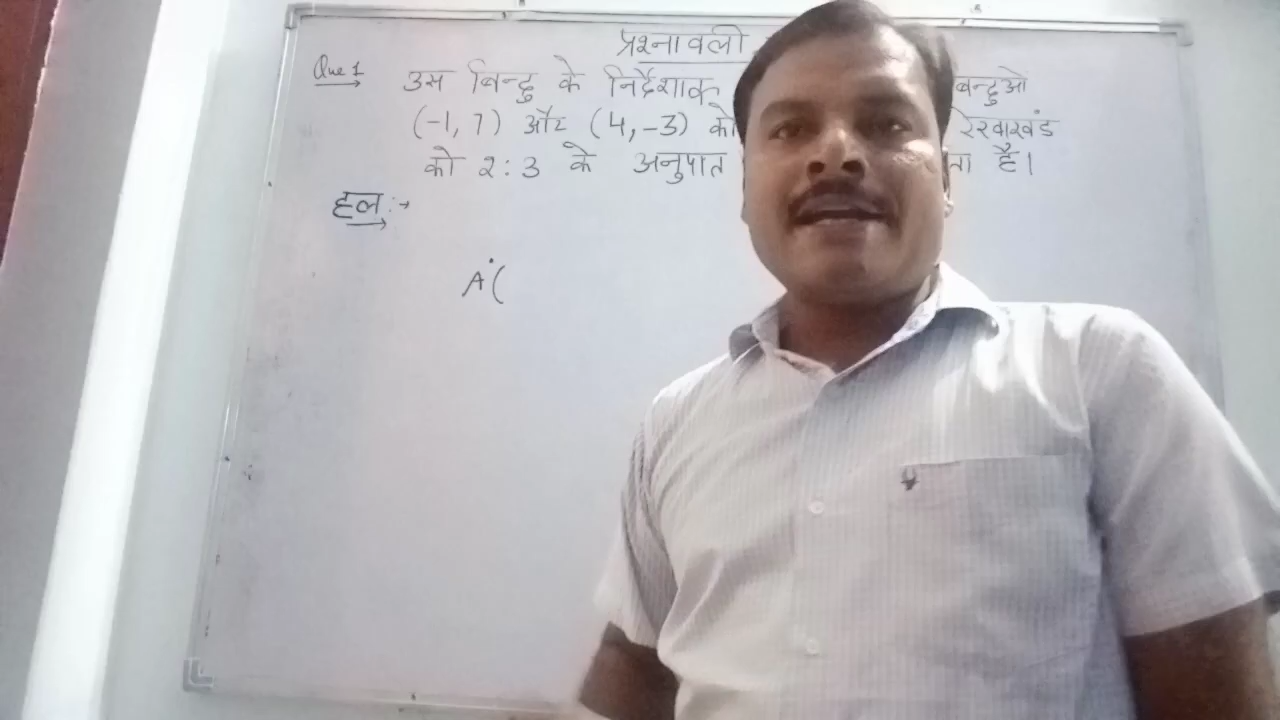 प्रश्नावली
Que 1 उस बिन्दु के निर्देशाक बिन्दुओ
(-1, 7) और (4, -3) को रेखाखंड
को 2:3 के अनुपात है।
हल :→
A(